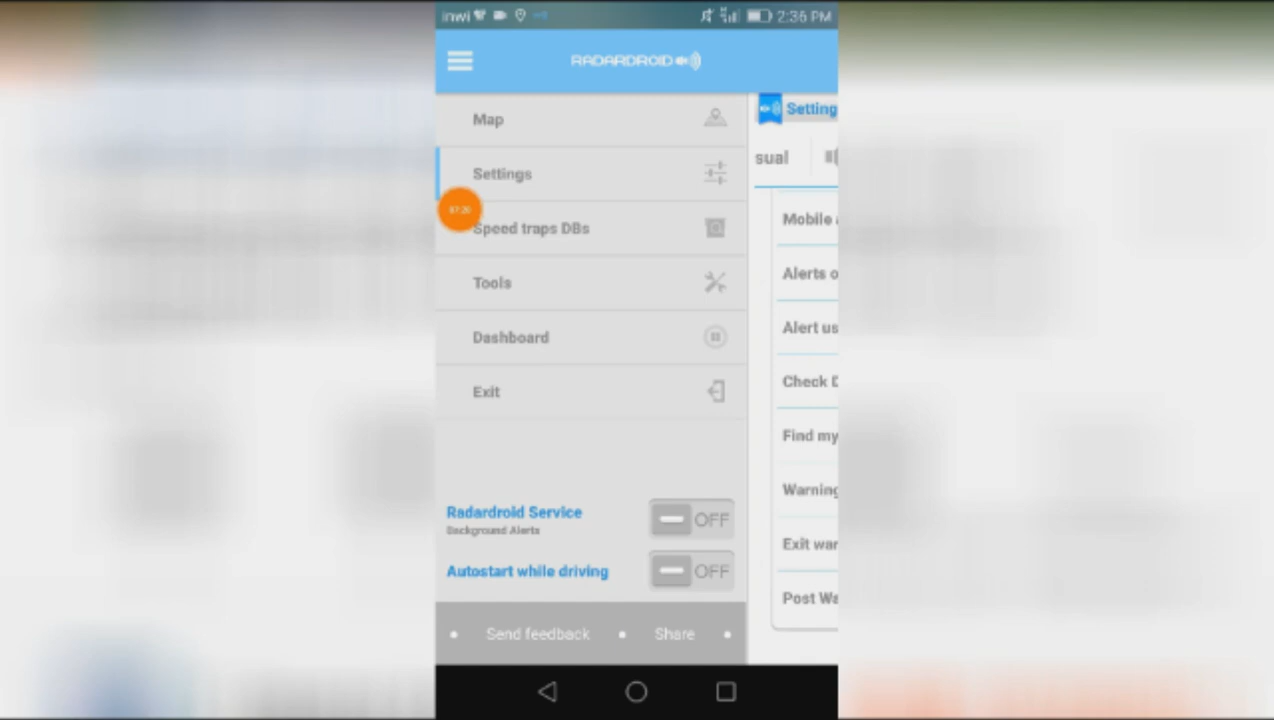 inwi 2:36 PM
RADARDROID
Map
Settings
Speed traps DBs
Tools
Dashboard
Exit
Radardroid Service
Background Alerts
OFF
Autostart while driving
OFF
Send feedback
Share
Setting
sual
Mobile
Alerts o
Alert us
Check D
Find my
Warning
Exit war
Post Wa